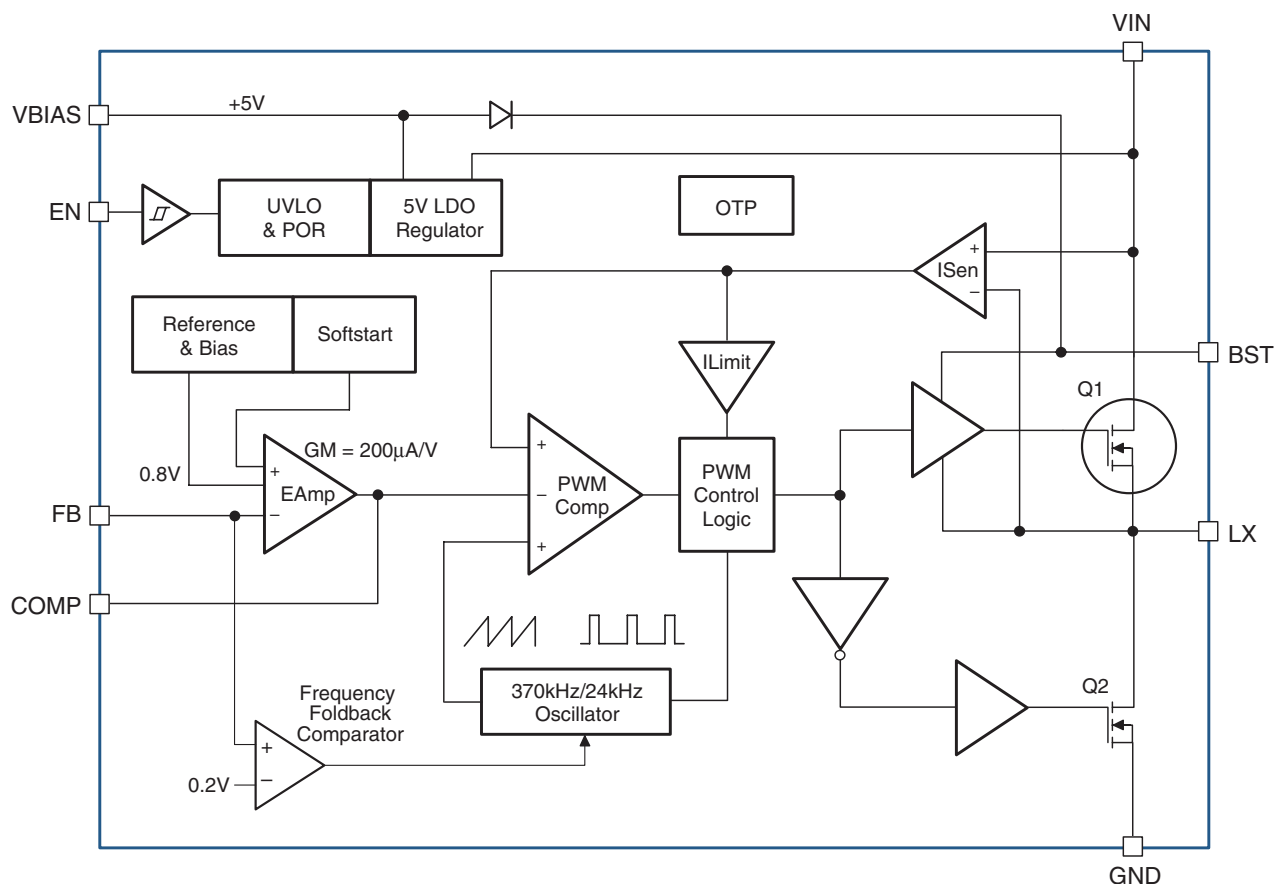 VIN
VBIAS
+5V
EN
UVLO
& POR
5V LDO
Regulator
OTP
+
ISen
−
Reference
& Bias
Softstart
ILimit
BST
Q1
GM = 200μA/V
0.8V
+
EAmp
−
+
−
PWM
Comp
+
PWM
Control
Logic
FB
LX
COMP
370kHz/24kHz
Oscillator
Frequency
Foldback
Comparator
Q2
+
0.2V
−
GND